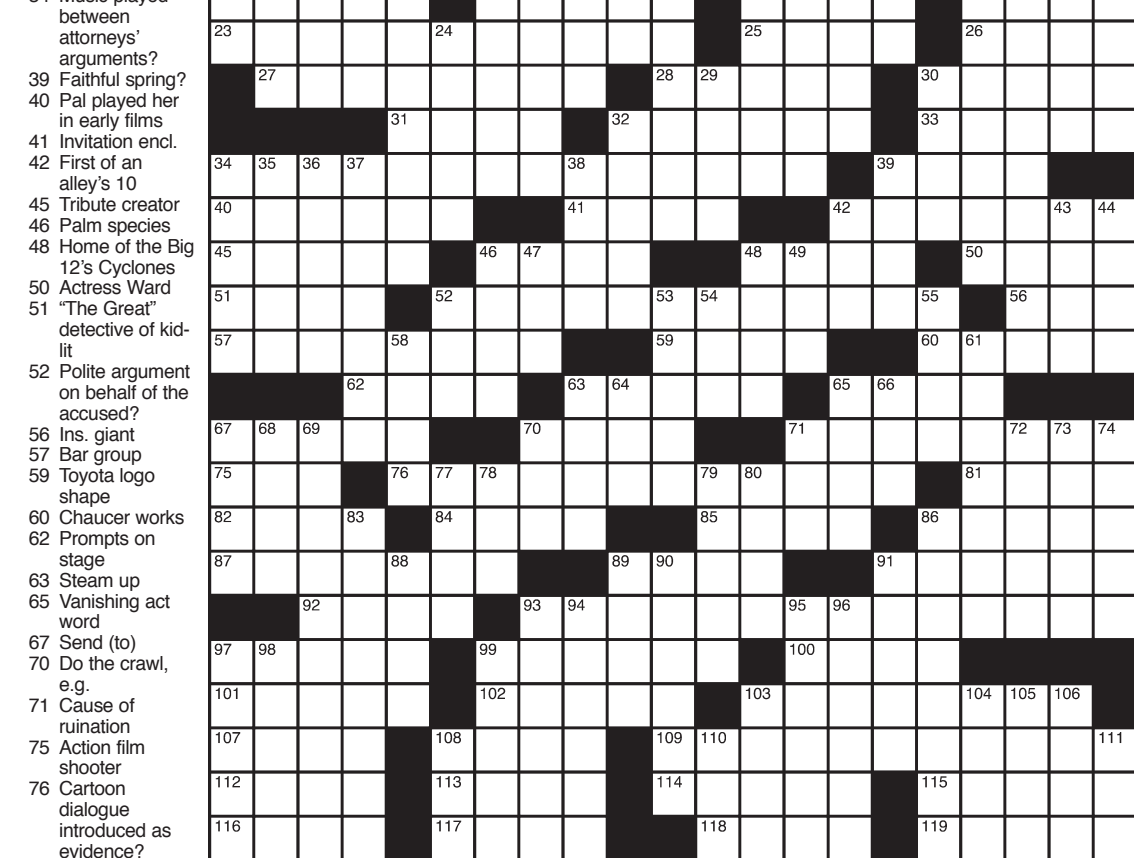 34 Music played
between
attorneys'
arguments?
39 Faithful spring?
40 Pal played her
in early films
41 Invitation encl.
42 First of an
alley's 10
45 Tribute creator
46 Palm species
48 Home of the Big
12's Cyclones
50 Actress Ward
51 “The Great”
detective of kid-
lit
52 Polite argument
on behalf of the
accused?
56 Ins. giant
57 Bar group
59 Toyota logo
shape
60 Chaucer works
62 Prompts on
stage
63 Steam up
65 Vanishing act
word
67 Send (to)
70 Do the crawl,
e.g.
71 Cause of
ruination
75 Action film
shooter
76 Cartoon
dialogue
introduced as
evidence?
23 24 25 26
27 28 29 30
31 32 33
34 35 36 37 38 39
40 41 42 43 44
45 46 47 48 49 50
51 52 53 54 55 56
57 58 59 60 61
62 63 64 65 66
67 68 69 70 71 72 73 74
75 76 77 78 79 80 81
82 83 84 85 86
87 88 89 90 91
92 93 94 95 96
97 98 99 100
101 102 103 104 105 106
107 108 109 110 111
112 113 114 115
116 117 118 119